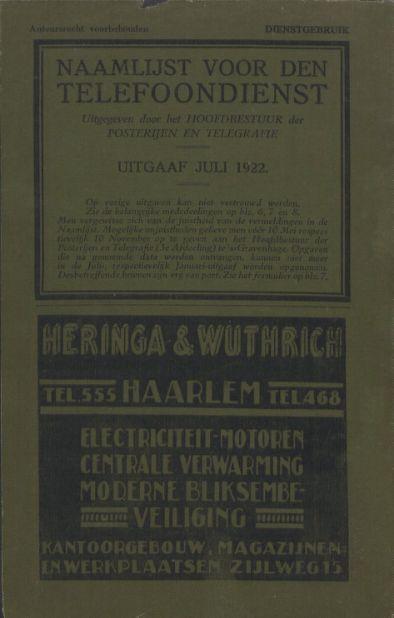 Auteursrecht voorbehouden DIENSTGEBRUIK
NAAMLIJST VOOR DEN
TELEFOONDIENST
Uitgegeven door het HOOFDBESTUUR der
POSTERIJEN EN TELEGRAFIE
UITGAAF JULI 1922.
Op vorige uitgaven kan niet vertrouwd worden.
Zie de belangrijke mededeelingen op blz. 6, 7 en 8.
Men vergewisse zich van de juistheid van de vermeldingen in de
Naamlijst. Mogelijke onjuistheden gelieve men vóór 10 Mei respec-
tievelijk 10 November op te geven aan het Hoofdbestuur der
Posterijen en Telegrafie (3e Afdeeling) te 's-Gravenhage. Opgaven
die na genoemde data worden ontvangen, kunnen niet meer
in de Juli, respectievelijk Januari-uitgaaf worden opgenomen.
Desbetreffende brieven zijn vrij van port. Zie het formulier op blz. 7.
HERINGA & WUTHRICH
TEL. 555 HAARLEM TEL 468
ELECTRICITEIT-MOTOREN
CENTRALE VERWARMING
MODERNE BLIKSEMBE-
VEILIGING
KANTOORGEBOUW, MAGAZIJNEN
EN WERKPLAATSEN ZIJLWEG 15